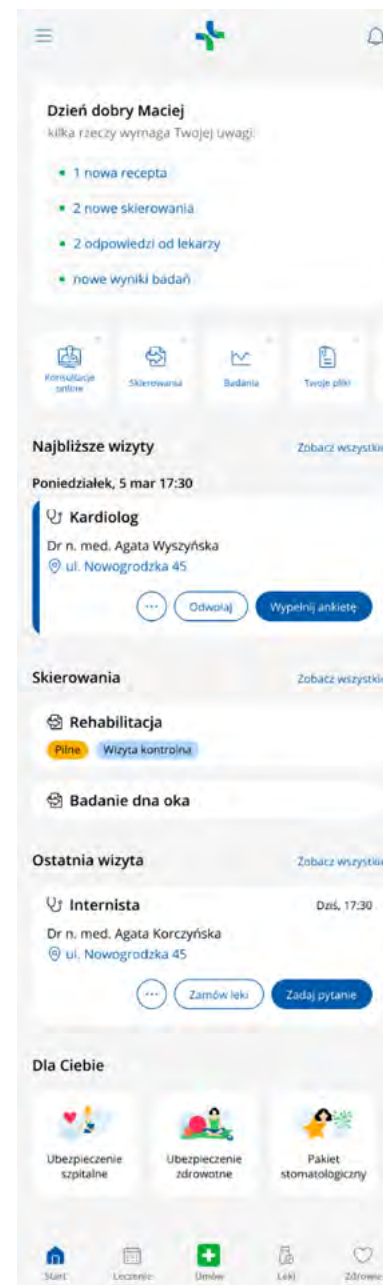 Dzień dobry Maciej
kilka rzeczy wymaga Twojej uwagi:
1 nowa recepta
2 nowe skierowania
2 odpowiedzi od lekarzy
nowe wyniki badań
Konsultacje
online
Skierowania
Badania
Twoje pliki
Najbliższe wizyty
Zobacz wszystkie
Poniedziałek, 5 mar 17:30
Kardiolog
Dr n. med. Agata Wyszyńska
ul. Nowogrodzka 45
Odwołaj
Wypełnij ankietę
Skierowania
Zobacz wszystkie
Rehabilitacja
Pilne
Wizyta kontrolna
Badanie dna oka
Ostatnia wizyta
Zobacz wszystkie
Internista
Dziś, 17:30
Dr n. med. Agata Korczyńska
ul. Nowogrodzka 45
Zamów leki
Zadaj pytanie
Dla Ciebie
Ubezpieczenie
szpitalne
Ubezpieczenie
zdrowotne
Pakiet
stomatologiczny
Start
Leczenie
Umów
Leki
Zdrowie